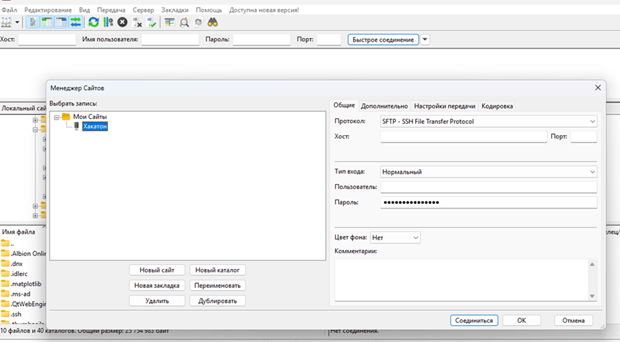 Файл Редактирование Вид Передача Сервер Закладки Помощь Доступна новая версия!
Хост: Имя пользователя: Пароль: Порт: Быстрое соединение
Менеджер Сайтов
Выбрать запись:
Мои Сайты
Хакатон
Новый сайт Новый каталог
Новая закладка Переименовать
Удалить Дублировать
Общие Дополнительно Настройки передачи Кодировка
Протокол: SFTP - SSH File Transfer Protocol
Хост: Порт:
Тип входа: Нормальный
Пользователь:
Пароль: •••••••••••••••
Цвет фона: Нет
Комментарии:
Соединиться OK Отмена
Локальный са
Имя файла
..
.Albion Onlin
.dnx
.idlerc
.matplotlib
.ms-ad
.QtWebEngin
.ssh
10 файлов и 40 каталогов. Общий размер: 25 154 983 байт
Нет соединения.